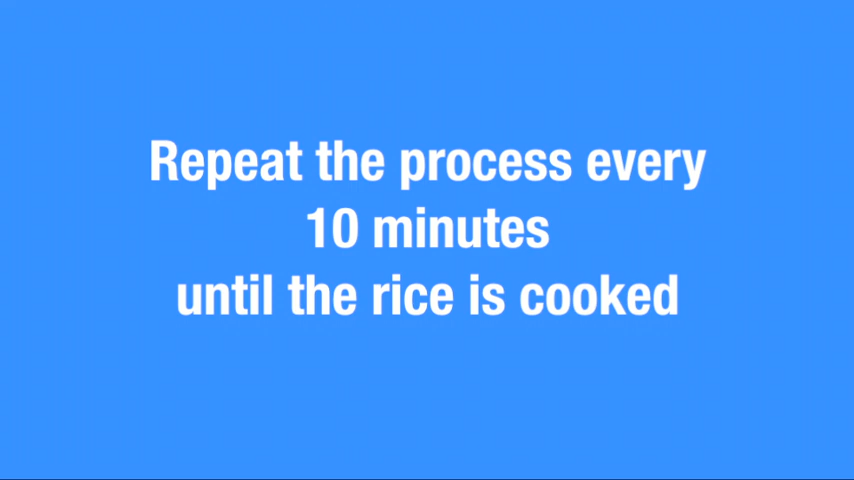 Repeat the process every
10 minutes
until the rice is cooked